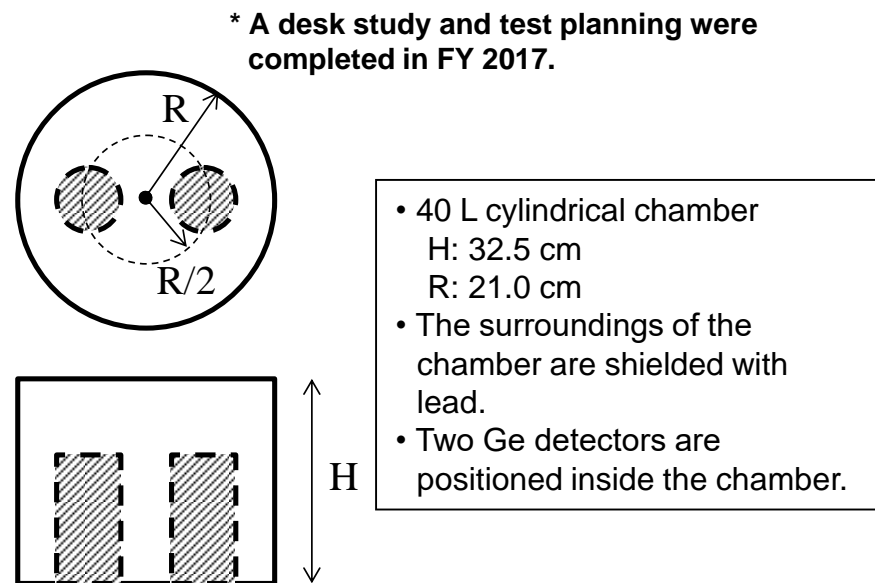 * A desk study and test planning were
completed in FY 2017.
R
R/2
H
• 40 L cylindrical chamber
H: 32.5 cm
R: 21.0 cm
• The surroundings of the
chamber are shielded with
lead.
• Two Ge detectors are
positioned inside the chamber.